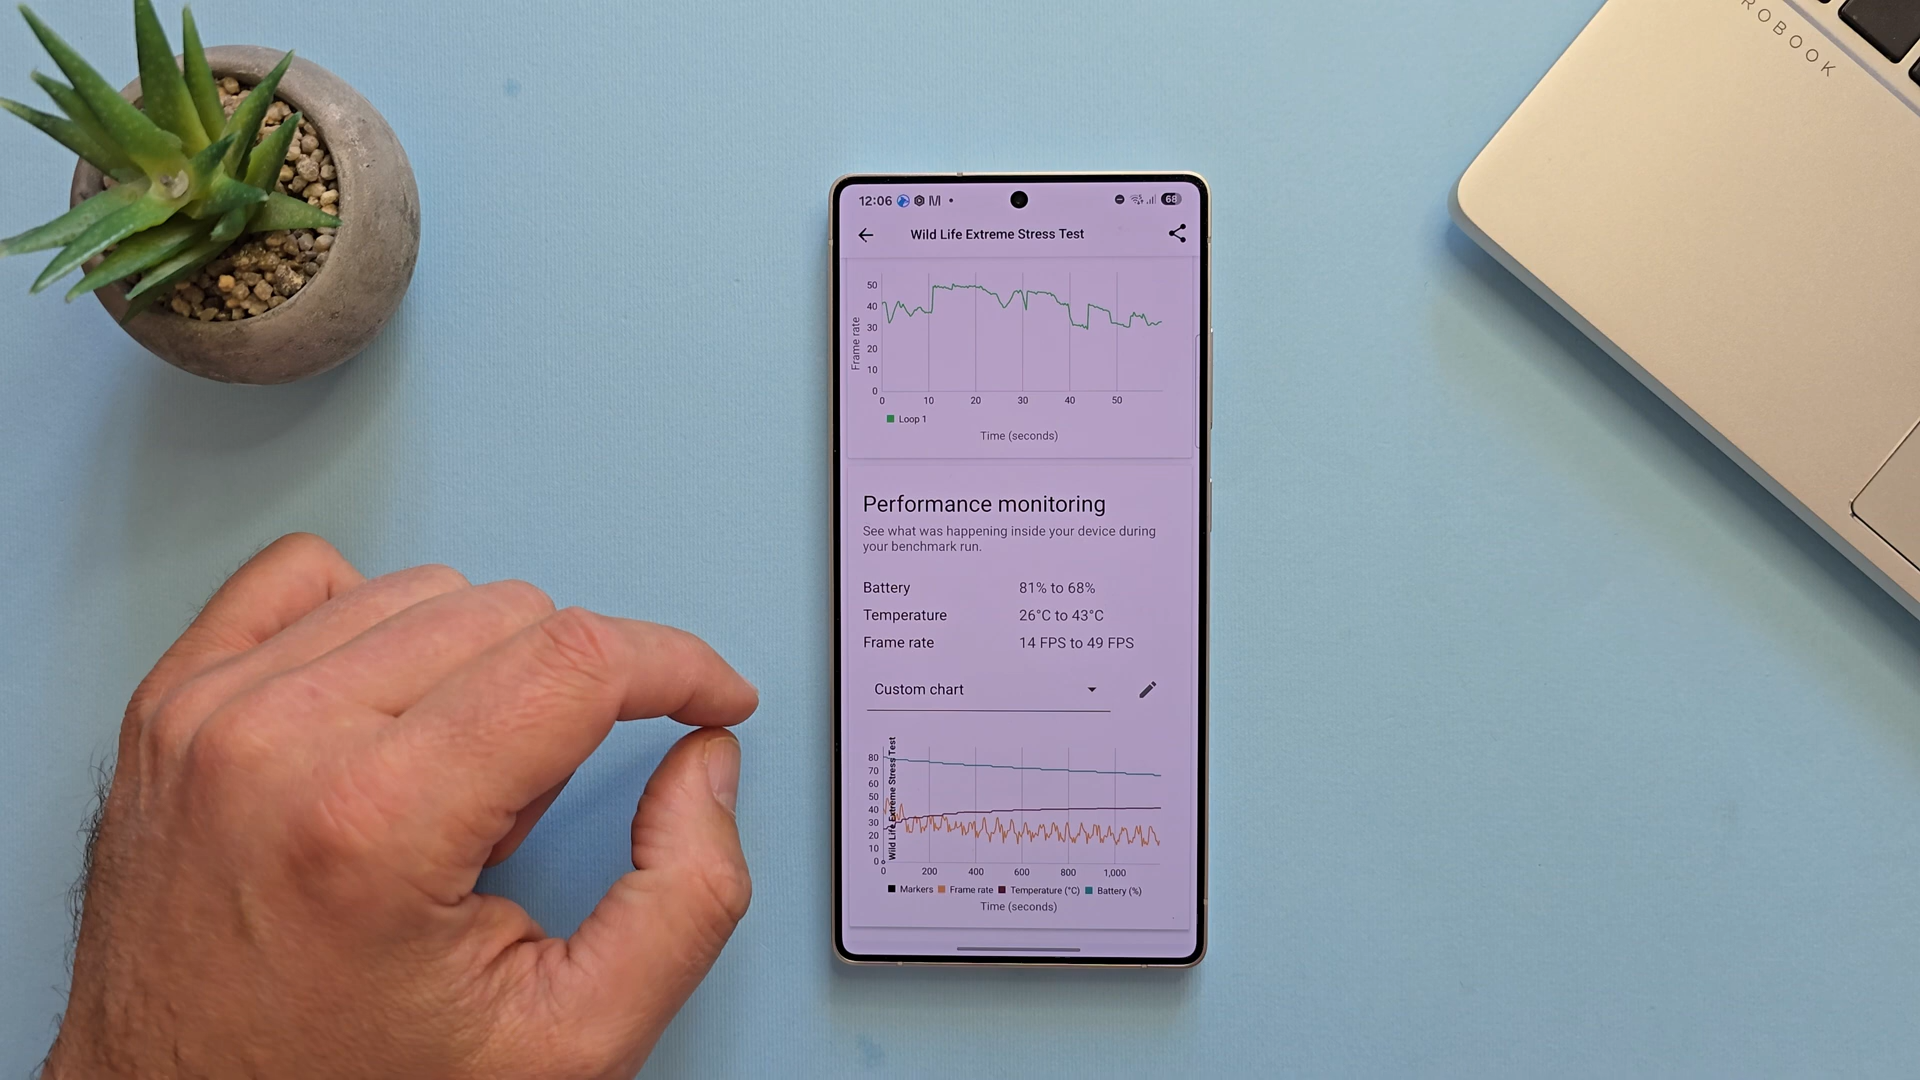 ROBOOK
12:06 M 68
Wild Life Extreme Stress Test
50
40
30
20
10
0
Frame rate
0 10 20 30 40 50
Loop 1
Time (seconds)
Performance monitoring
See what was happening inside your device during
your benchmark run.
Battery 81% to 68%
Temperature 26°C to 43°C
Frame rate 14 FPS to 49 FPS
Custom chart
80
70
60
50
40
30
20
10
0
Wild Life Extreme Stress Test
0 200 400 600 800 1,000
Markers Frame rate Temperature (°C) Battery (%)
Time (seconds)